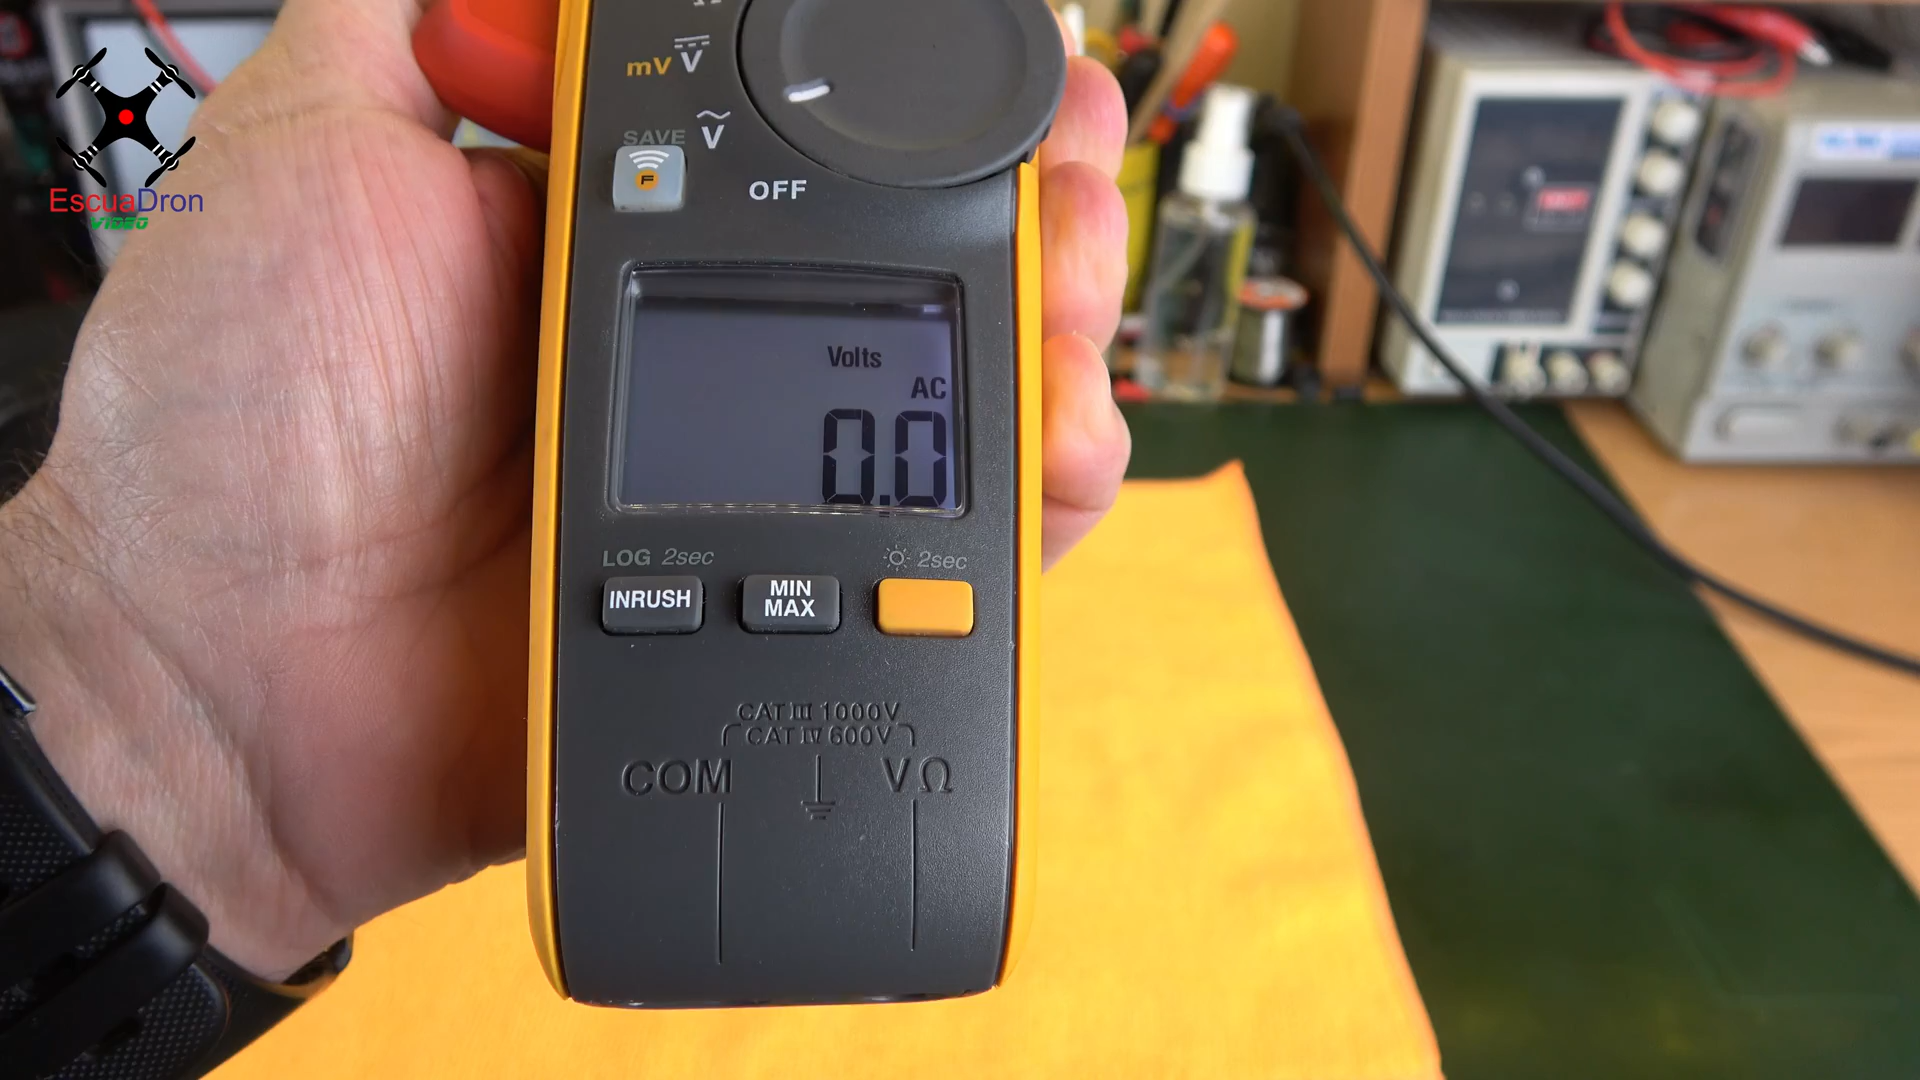 mV V
SAVE V
F
OFF
EscuaDron
VIDEO
Volts
AC
0.0
LOG 2sec
2sec
INRUSH
MIN
MAX
CAT III 1000V
CAT IV 600V
COM
VΩ